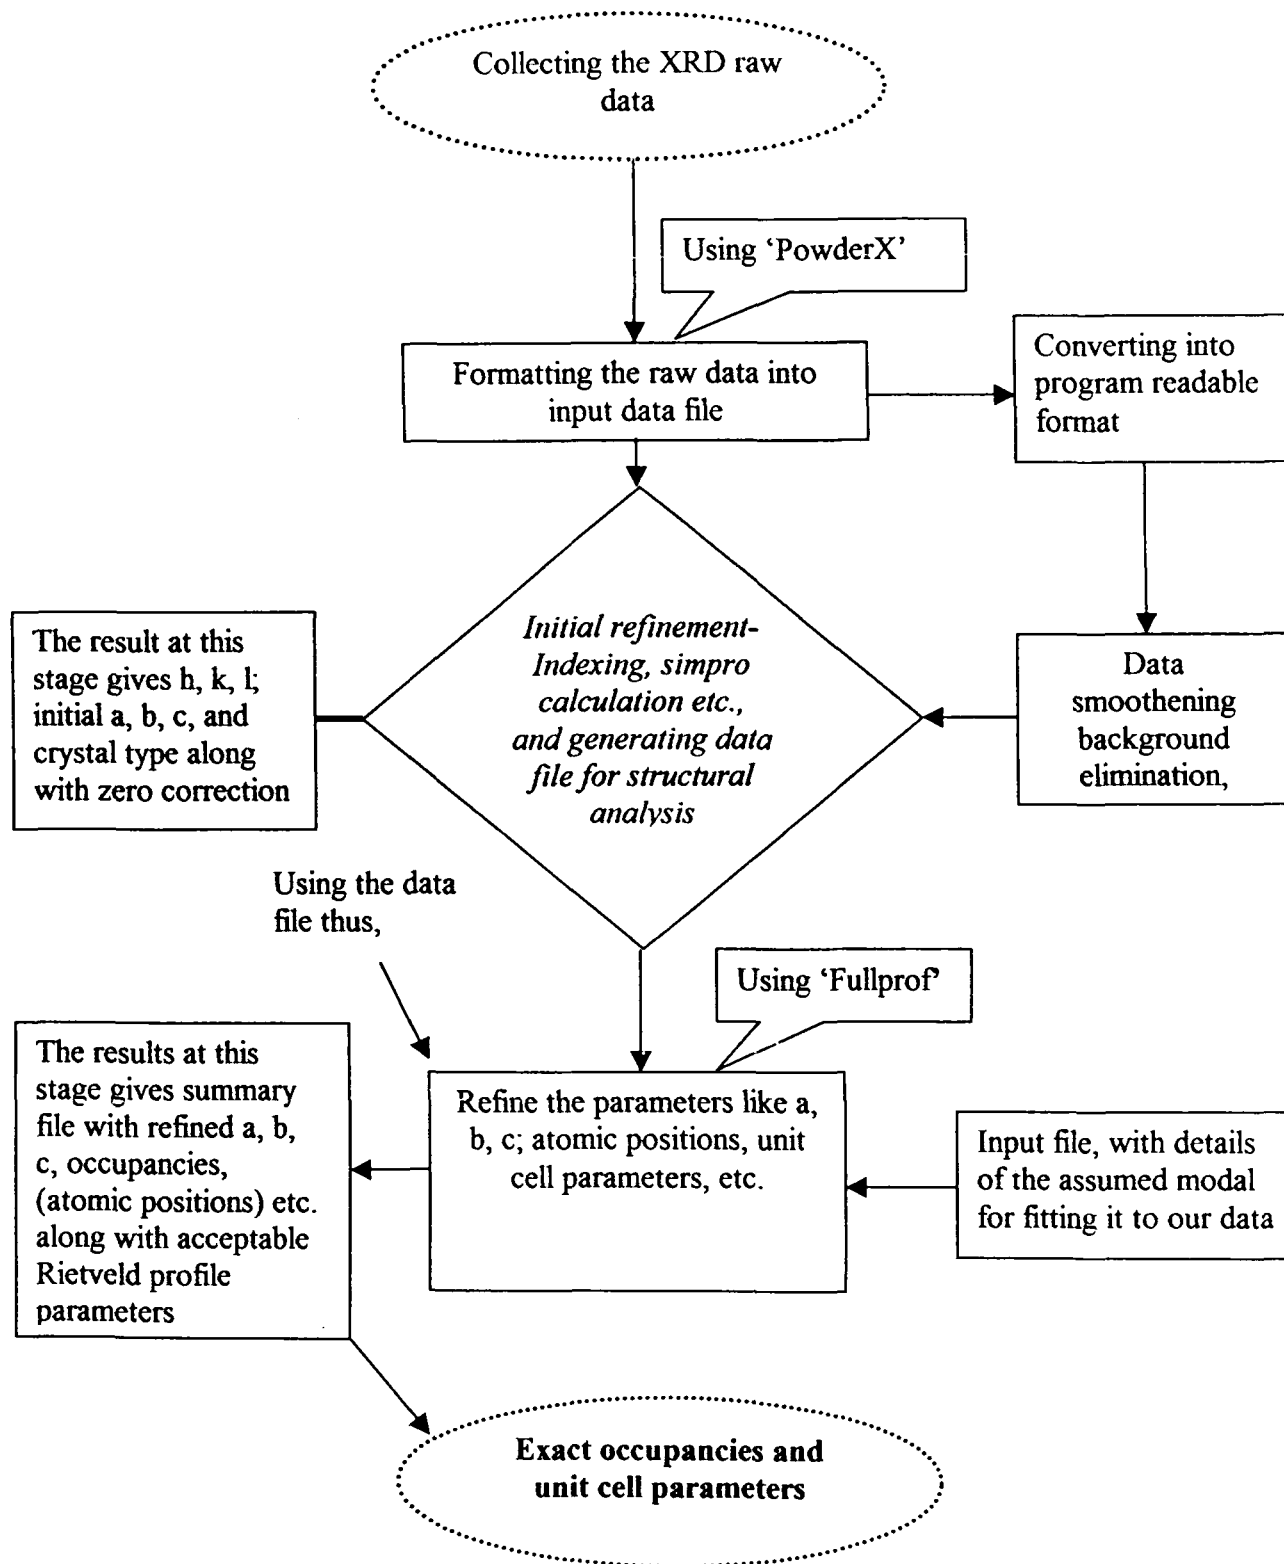 Collecting the XRD raw
data
Using ‘PowderX’
Formatting the raw data into
input data file
Converting into
program readable
format
Initial refinement-
Indexing, simpro
calculation etc.,
and generating data
file for structural
analysis
The result at this
stage gives h, k, l;
initial a, b, c, and
crystal type along
with zero correction
Data
smoothening
background
elimination,
Using the data
file thus,
Using ‘Fullprof’
The results at this
stage gives summary
file with refined a, b,
c, occupancies,
(atomic positions) etc.
along with acceptable
Rietveld profile
parameters
Refine the parameters like a,
b, c; atomic positions, unit
cell parameters, etc.
Input file, with details
of the assumed modal
for fitting it to our data
Exact occupancies and
unit cell parameters